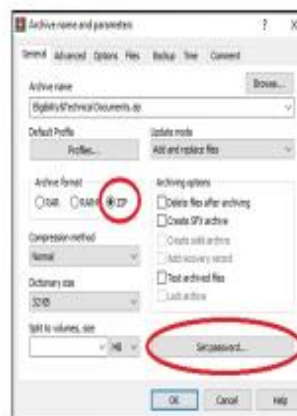 Archive name and parameters ? X
General Advanced Options Files Backup Time Comment
Archive name Browse...
Eligibility&Technical Documents.zip
Default Profile Update mode
Profiles... Add and replace files
Archive format Archiving options
RAR RAR4 ZIP Delete files after archiving
Create SFX archive
Compression method Create solid archive
Normal Add recovery record
Dictionary size Test archived files
32 KB Lock archive
Split to volumes, size
MB Set password...
OK Cancel Help